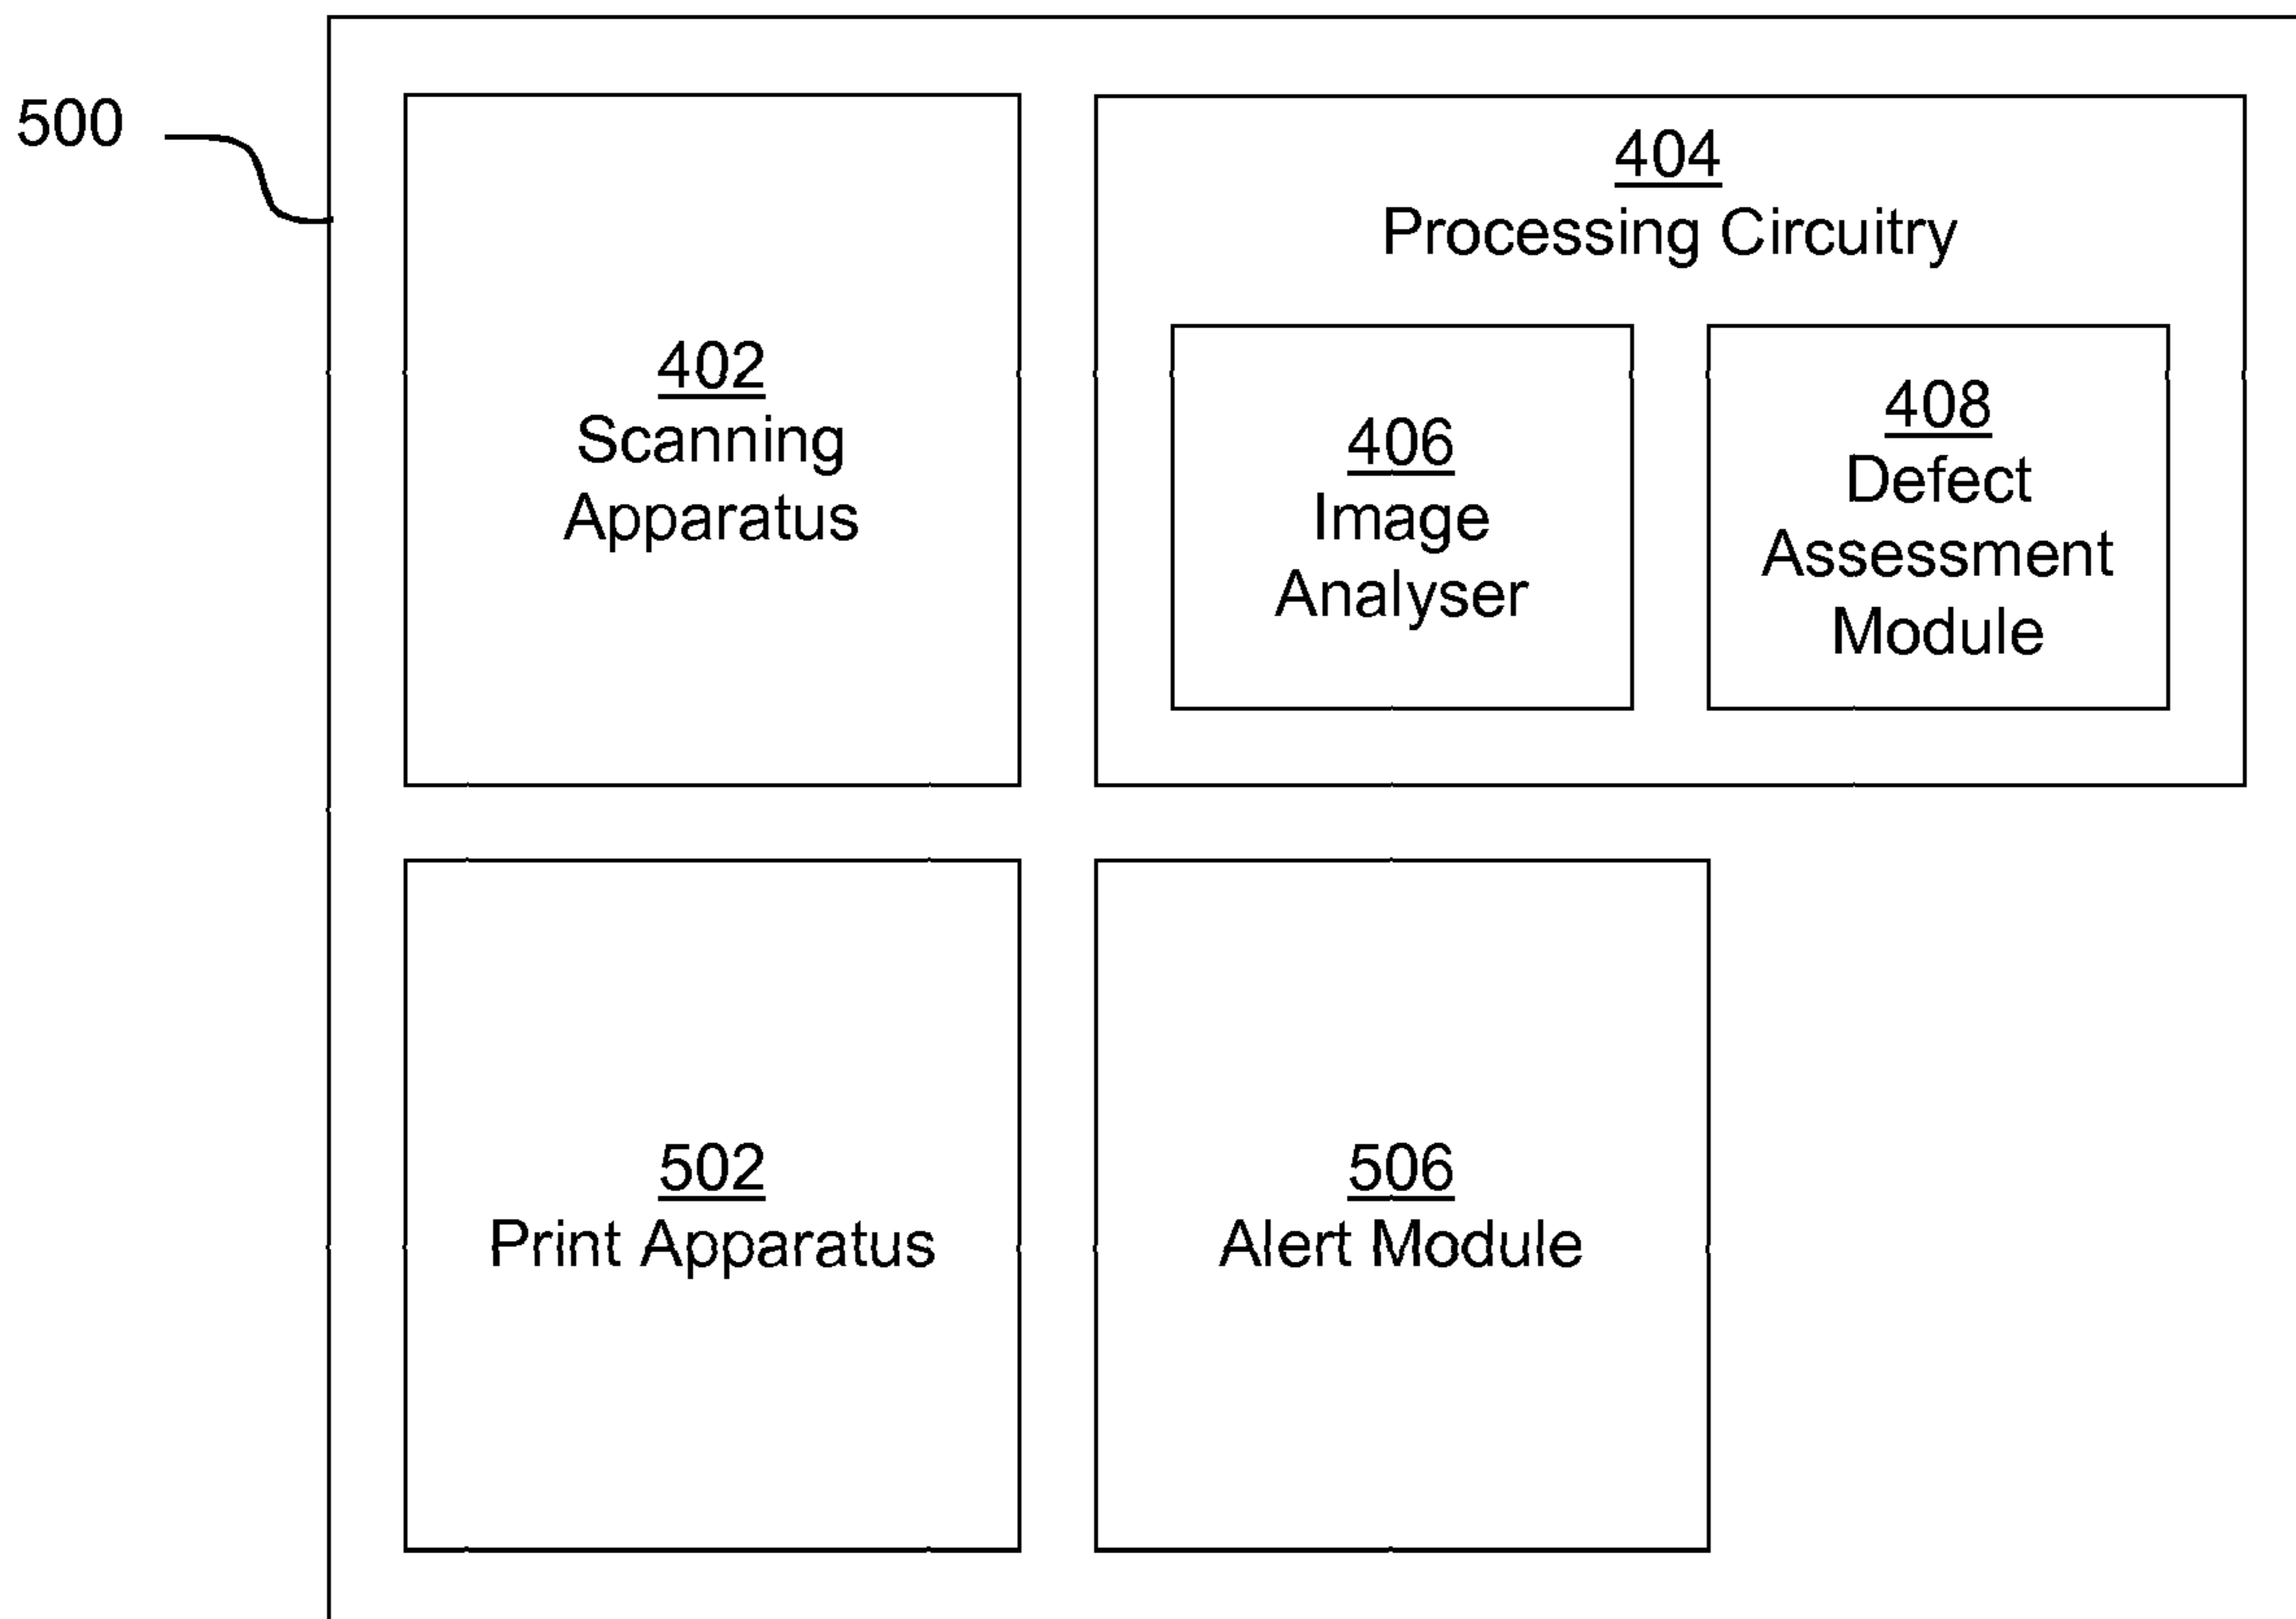 500
402
Scanning
Apparatus
404
Processing Circuitry
406
Image
Analyser
408
Defect
Assessment
Module
502
Print Apparatus
506
Alert Module